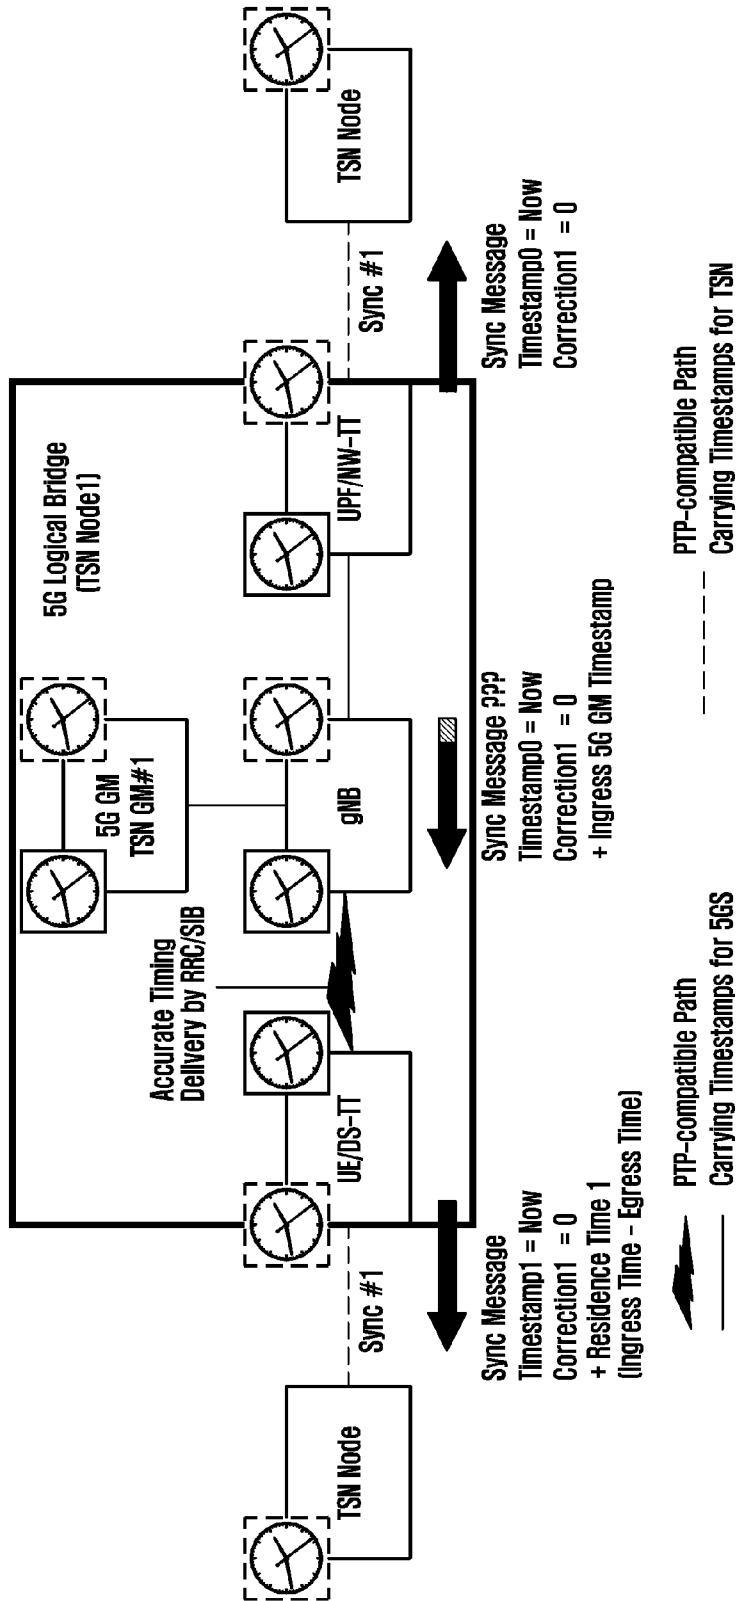 5G Logical Bridge
(TSN Node1)
5G GM
TSN GM#1
Accurate Timing
Delivery by RRC/SIB
TSN Node
Sync #1
UE/DS-TT
gNB
UPF/NW-TT
Sync #1
TSN Node
Sync Message
Timestamp1 = Now
Correction1 = 0
+ Residence Time 1
(Ingress Time - Egress Time)
Sync Message ???
Timestamp0 = Now
Correction1 = 0
+ Ingress 5G GM Timestamp
Sync Message
Timestamp0 = Now
Correction1 = 0
PTP-compatible Path
Carrying Timestamps for 5GS
PTP-compatible Path
Carrying Timestamps for TSN